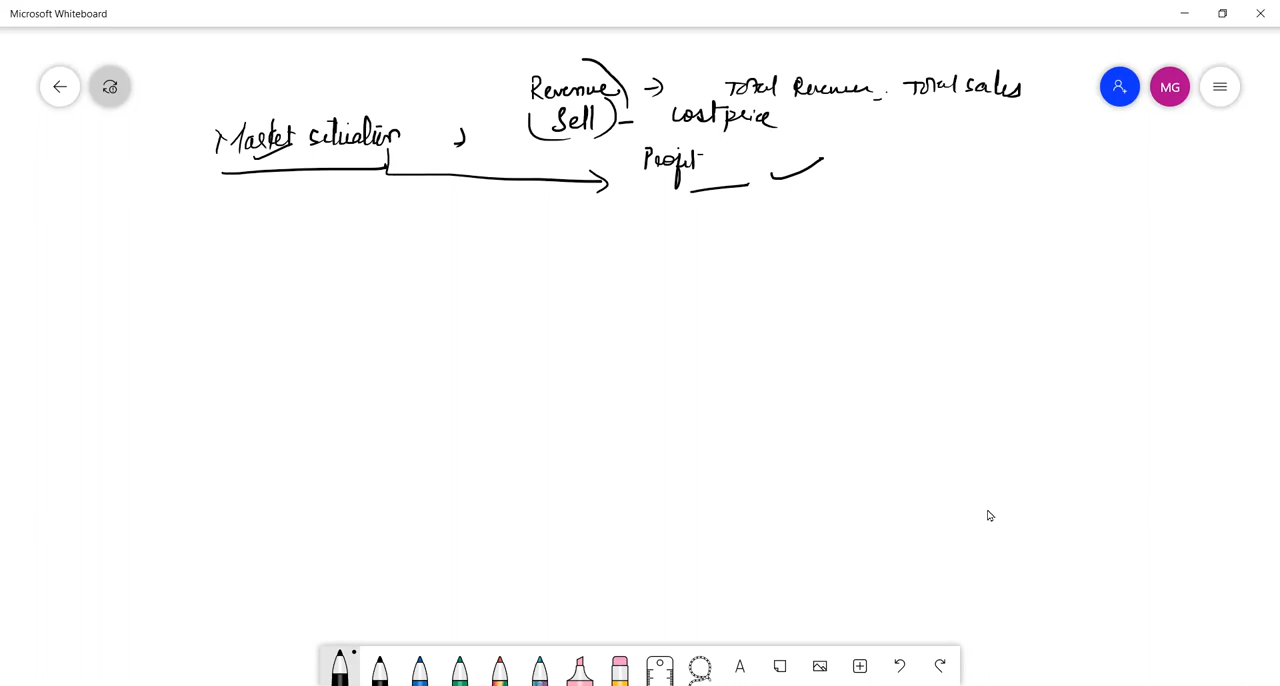 Microsoft Whiteboard
MG
Revenue → Total Revenue. Total sales
(Sell) - Cost price
Market situation
Profit
A